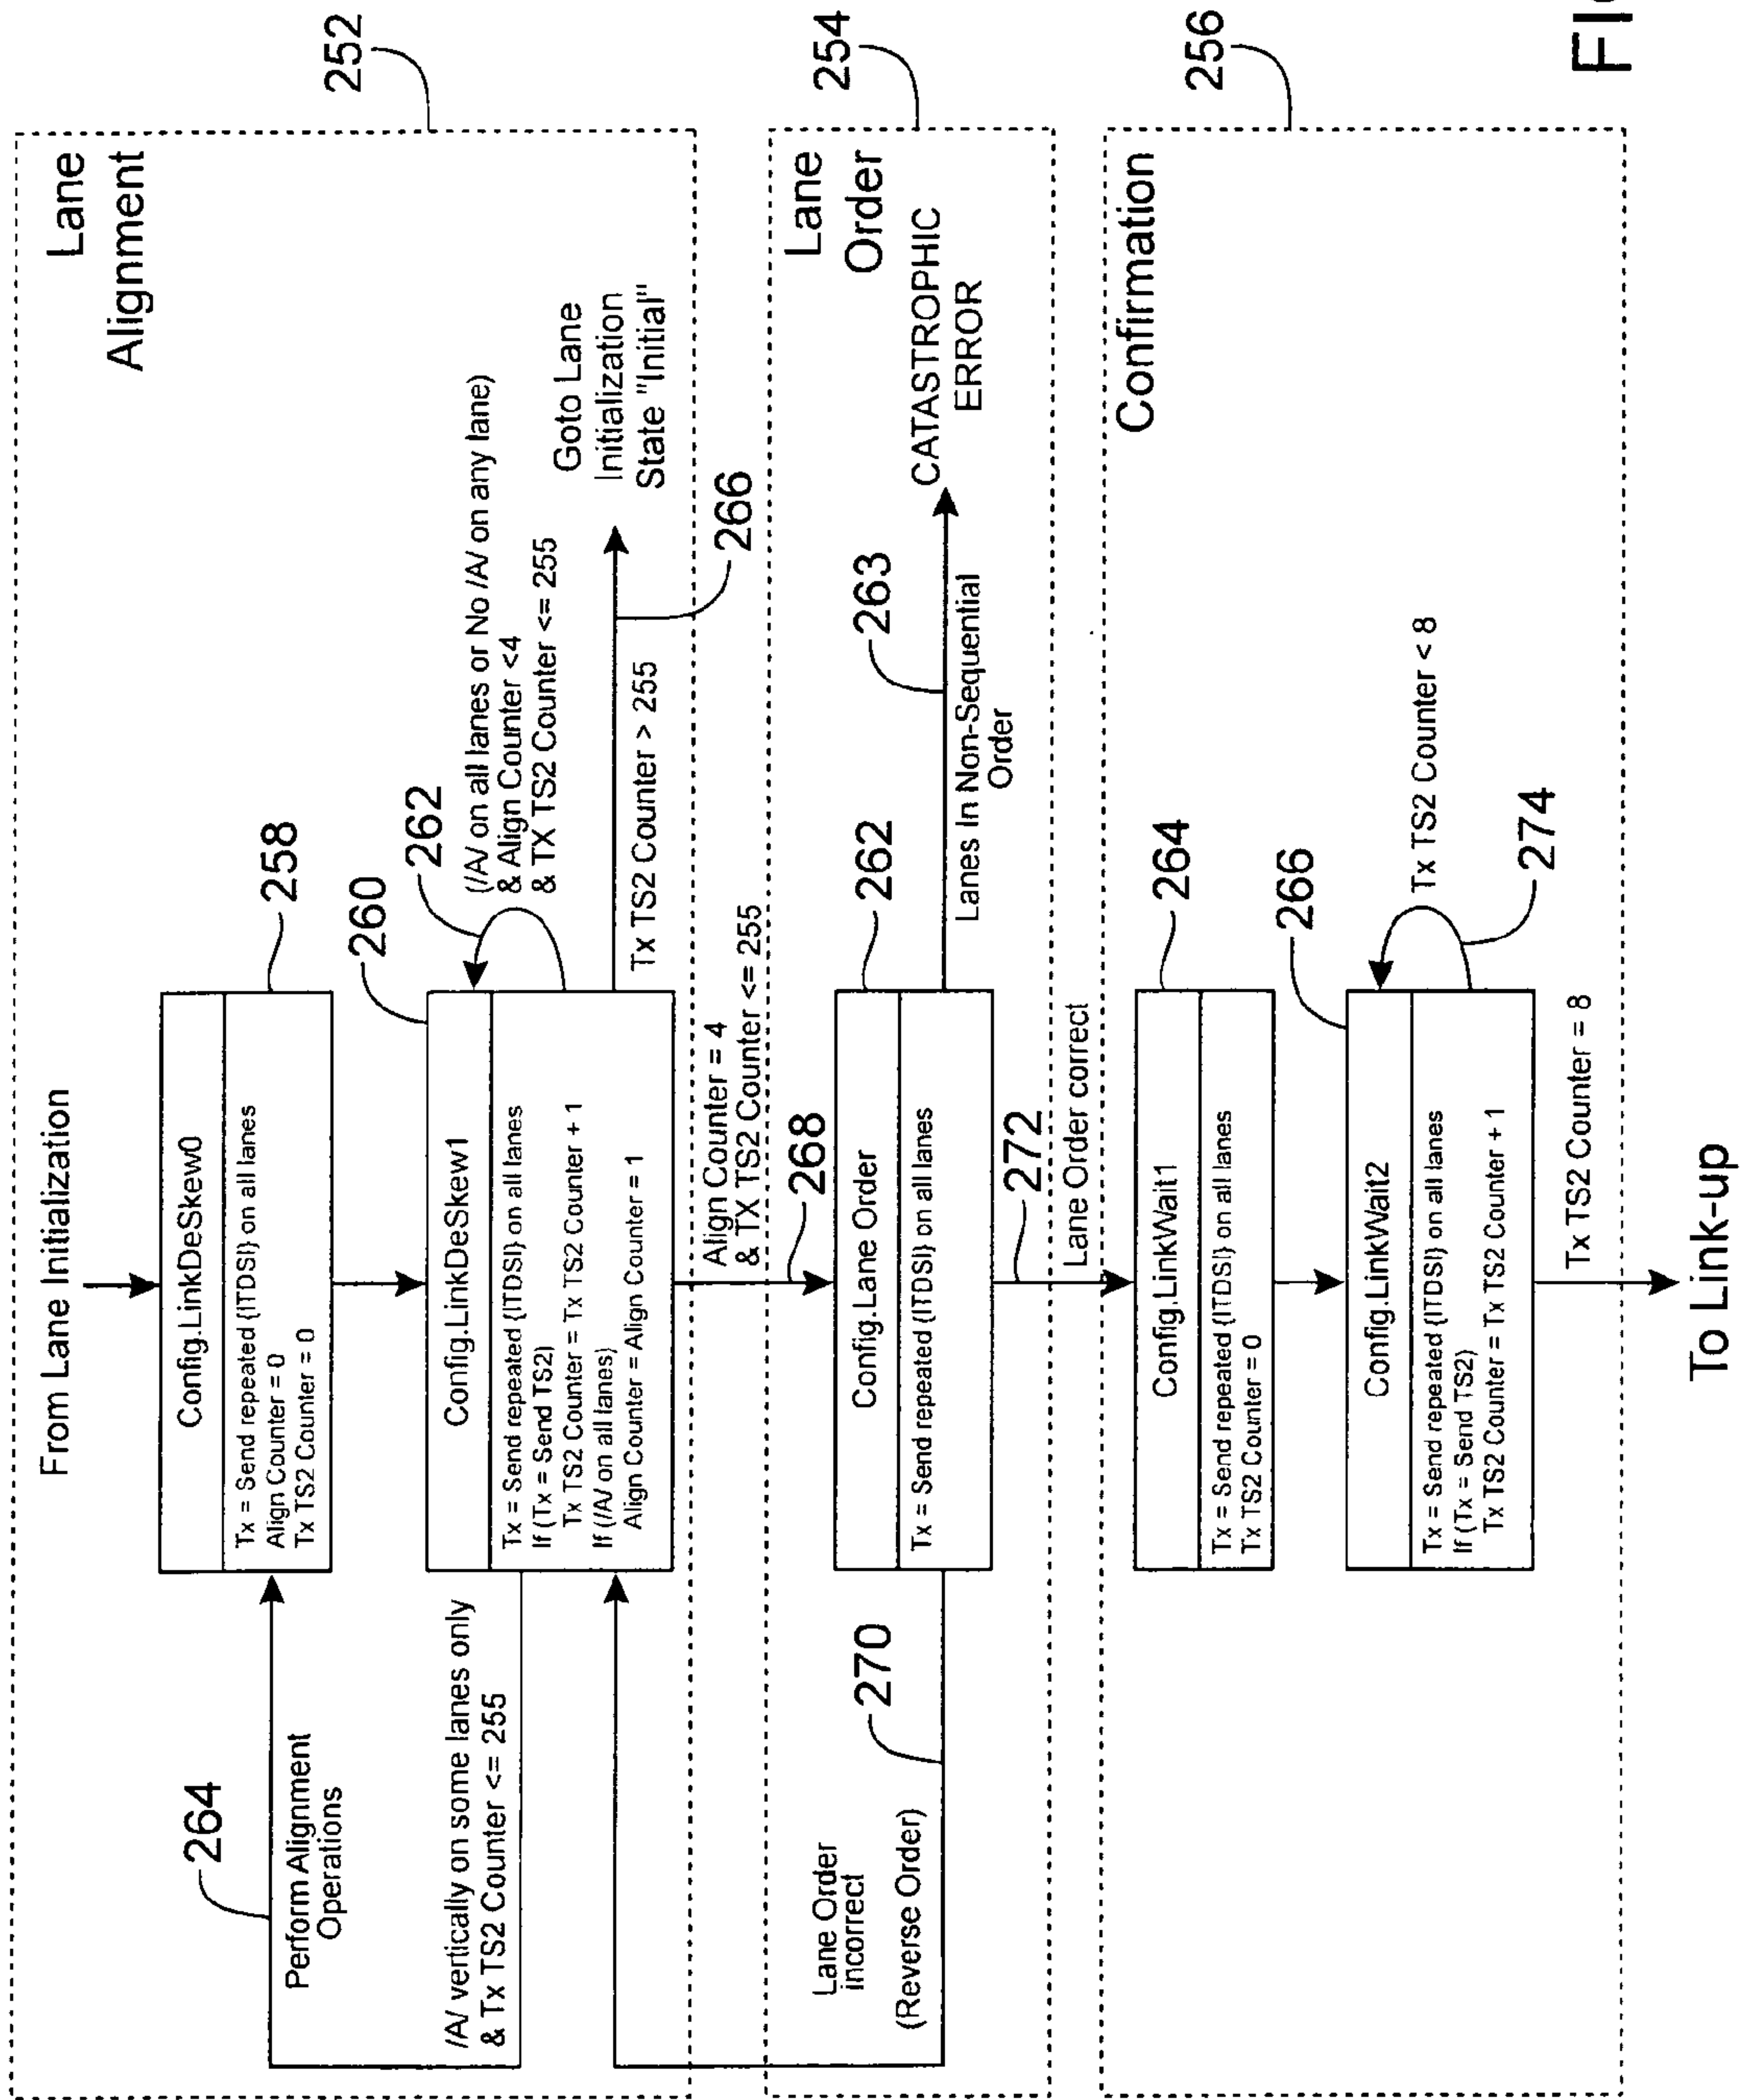 From Lane Initialization
Lane
Alignment
252
Config.LinkDeSkew0
Tx = Send repeated {ITDSI} on all lanes
Align Counter = 0
Tx TS2 Counter = 0
258
264
Perform Alignment
Operations
/A/ vertically on some lanes only
& Tx TS2 Counter <= 255
260
Config.LinkDeSkew1
Tx = Send repeated {ITDSI} on all lanes
If (Tx = Send TS2)
Tx TS2 Counter = Tx TS2 Counter + 1
If (/A/ on all lanes)
Align Counter = Align Counter = 1
262
(/A/ on all lanes or No /A/ on any lane)
& Align Counter <4
& TX TS2 Counter <= 255
Goto Lane
Initialization
State "Initial"
Tx TS2 Counter > 255
266
Align Counter = 4
& TX TS2 Counter <= 255
268
Lane
Order
254
Lane Order
incorrect
(Reverse Order)
270
Config.Lane Order
Tx = Send repeated {ITDSI} on all lanes
262
263
Lanes In Non-Sequential
Order
CATASTROPHIC
ERROR
272
Lane Order correct
Confirmation
256
Config.LinkWait1
Tx = Send repeated {ITDSI} on all lanes
Tx TS2 Counter = 0
264
266
Config.LinkWait2
Tx = Send repeated {ITDSI} on all lanes
If (Tx = Send TS2)
Tx TS2 Counter = Tx TS2 Counter + 1
Tx TS2 Counter < 8
274
Tx TS2 Counter = 8
To Link-up